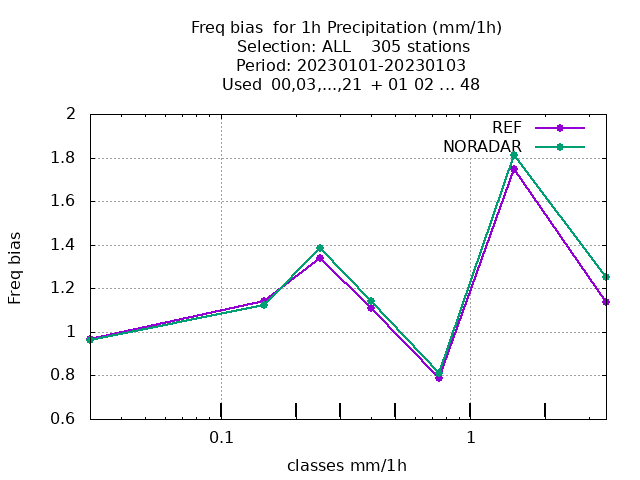 Freq bias  for 1h Precipitation (mm/1h)
Selection: ALL    305 stations
Period: 20230101-20230103
Used  00,03,...,21  + 01 02 ... 48
REF
NORADAR
2
1.8
1.6
1.4
1.2
1
0.8
0.6
Freq bias
0.1
1
classes mm/1h